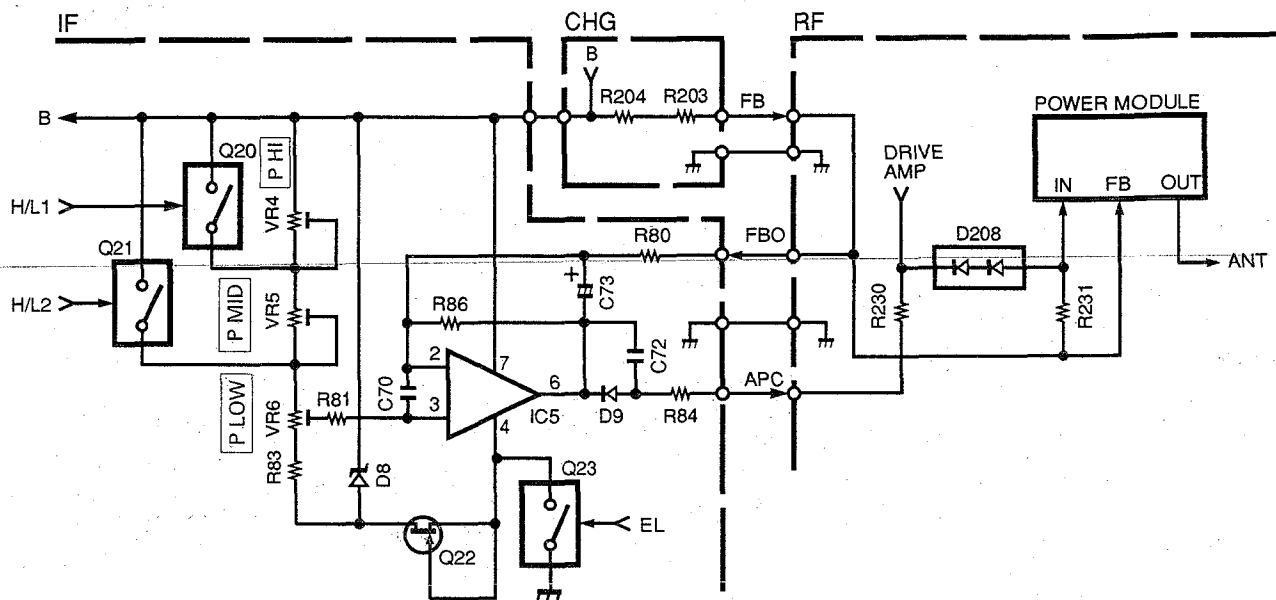 IF
CHG
RF
B
B
R204
R203
FB
POWER MODULE
IN
FB
OUT
DRIVE
AMP
Q20
P HI
VR4
H/L1
Q21
H/L2
P MID
VR5
P LOW
VR6
R81
R83
D8
R80
FBO
C73
R86
C70
2
3
7
6
4
IC5
C72
D9
R84
APC
D208
R230
R231
ANT
Q23
EL
Q22